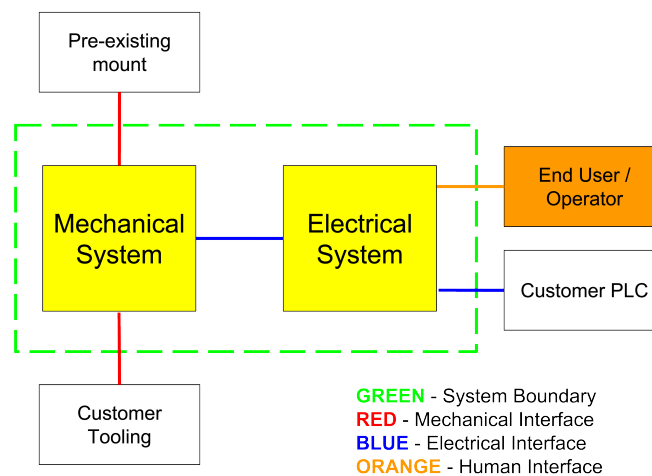 Pre-existing
mount
Mechanical
System
Electrical
System
End User /
Operator
Customer PLC
Customer
Tooling
GREEN - System Boundary
RED - Mechanical Interface
BLUE - Electrical Interface
ORANGE - Human Interface